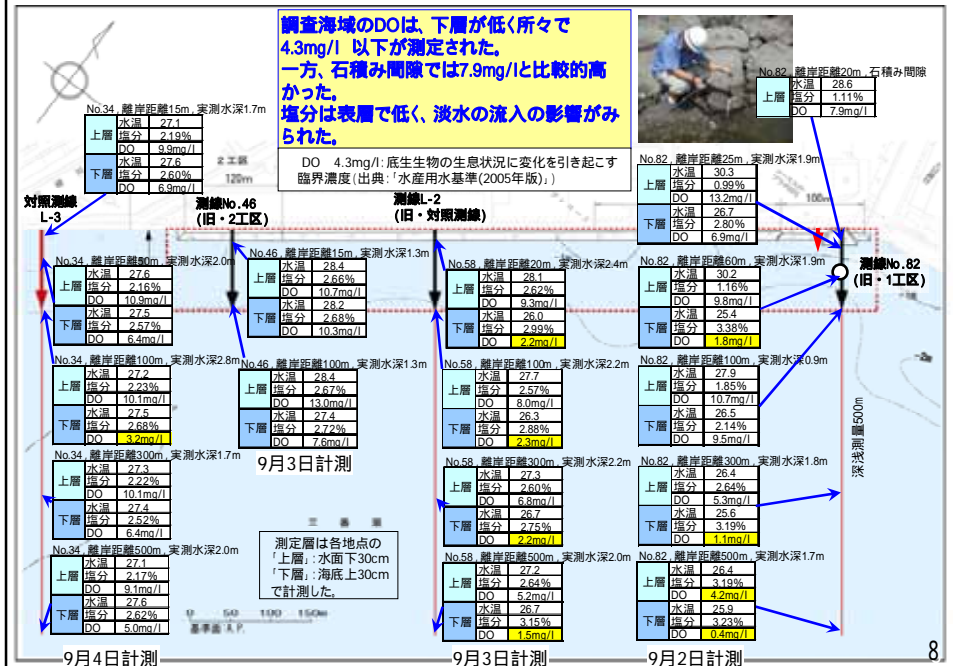 調査海域のDOは、下層が低く所々で
4.3mg/l 以下が測定された。
一方、石積み間隙では7.9mg/lと比較的高
かった。
塩分は表層で低く、淡水の流入の影響がみ
られた。
DO 4.3mg/l:底生生物の生息状況に変化を引き起こす
臨界濃度(出典:「水産用水基準(2005年版)」)
No.82,離岸距離20m,石積み間隙
上層
水温 28.6
塩分 1.11%
DO 7.9mg/l
No.34,離岸距離15m,実測水深1.7m
上層
水温 27.1
塩分 2.19%
DO 9.9mg/l
下層
水温 27.6
塩分 2.60%
DO 6.9mg/l
2工区
120m
100m
対照測線
L-3
測線No.46
(旧・2工区)
測線L-2
(旧・対照測線)
測線No.82
(旧・1工区)
No.82,離岸距離25m,実測水深1.9m
上層
水温 30.3
塩分 0.99%
DO 13.2mg/l
下層
水温 26.7
塩分 2.80%
DO 6.9mg/l
No.34,離岸距離50m,実測水深2.0m
上層
水温 27.6
塩分 2.16%
DO 10.9mg/l
下層
水温 27.5
塩分 2.57%
DO 6.4mg/l
No.46,離岸距離15m,実測水深1.3m
上層
水温 28.4
塩分 2.66%
DO 10.7mg/l
下層
水温 28.2
塩分 2.68%
DO 10.3mg/l
No.58,離岸距離20m,実測水深2.4m
上層
水温 28.1
塩分 2.62%
DO 9.3mg/l
下層
水温 26.0
塩分 2.99%
DO 2.2mg/l
No.82,離岸距離60m,実測水深1.9m
上層
水温 30.2
塩分 1.16%
DO 9.8mg/l
下層
水温 25.4
塩分 3.38%
DO 1.8mg/l
No.34,離岸距離100m,実測水深2.8m
上層
水温 27.2
塩分 2.23%
DO 10.1mg/l
下層
水温 27.5
塩分 2.68%
DO 3.2mg/l
No.46,離岸距離100m,実測水深1.3m
上層
水温 28.4
塩分 2.67%
DO 13.0mg/l
下層
水温 27.4
塩分 2.72%
DO 7.6mg/l
9月3日計測
No.58,離岸距離100m,実測水深2.2m
上層
水温 27.7
塩分 2.57%
DO 8.0mg/l
下層
水温 26.3
塩分 2.88%
DO 2.3mg/l
No.82,離岸距離100m,実測水深0.9m
上層
水温 27.9
塩分 1.85%
DO 10.7mg/l
下層
水温 26.5
塩分 2.14%
DO 9.5mg/l
深浅測量500m
No.34,離岸距離300m,実測水深1.7m
上層
水温 27.3
塩分 2.22%
DO 10.1mg/l
下層
水温 27.4
塩分 2.52%
DO 6.4mg/l
No.58,離岸距離300m,実測水深2.2m
上層
水温 27.3
塩分 2.60%
DO 6.8mg/l
下層
水温 26.7
塩分 2.75%
DO 2.2mg/l
No.82,離岸距離300m,実測水深1.8m
上層
水温 26.4
塩分 2.64%
DO 5.3mg/l
下層
水温 25.6
塩分 3.19%
DO 1.1mg/l
三番瀬
測定層は各地点の
「上層」:水面下30cm
「下層」:海底上30cm
で計測した。
0 50 100 150m
基準面:A.P.
No.34,離岸距離500m,実測水深2.0m
上層
水温 27.1
塩分 2.17%
DO 9.1mg/l
下層
水温 27.6
塩分 2.62%
DO 5.0mg/l
9月4日計測
No.58,離岸距離500m,実測水深2.0m
上層
水温 27.2
塩分 2.64%
DO 5.2mg/l
下層
水温 26.7
塩分 3.15%
DO 1.5mg/l
9月3日計測
No.82,離岸距離500m,実測水深1.7m
上層
水温 26.4
塩分 3.19%
DO 4.2mg/l
下層
水温 25.9
塩分 3.23%
DO 0.4mg/l
9月2日計測
8